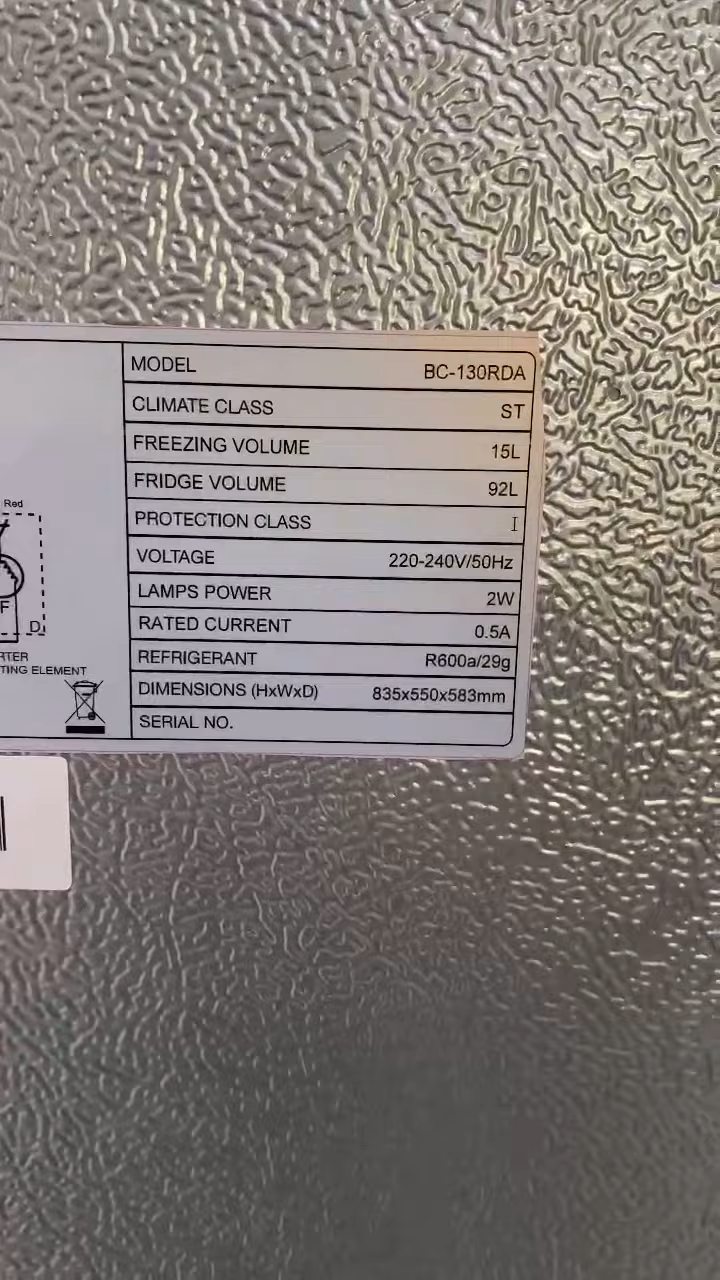 MODEL BC-130RDA
CLIMATE CLASS ST
FREEZING VOLUME 15L
FRIDGE VOLUME 92L
Red
PROTECTION CLASS I
VOLTAGE 220-240V/50Hz
LAMPS POWER 2W
F
D
RATED CURRENT 0.5A
RTER
TING ELEMENT
REFRIGERANT R600a/29g
DIMENSIONS (HxWxD) 835x550x583mm
SERIAL NO.